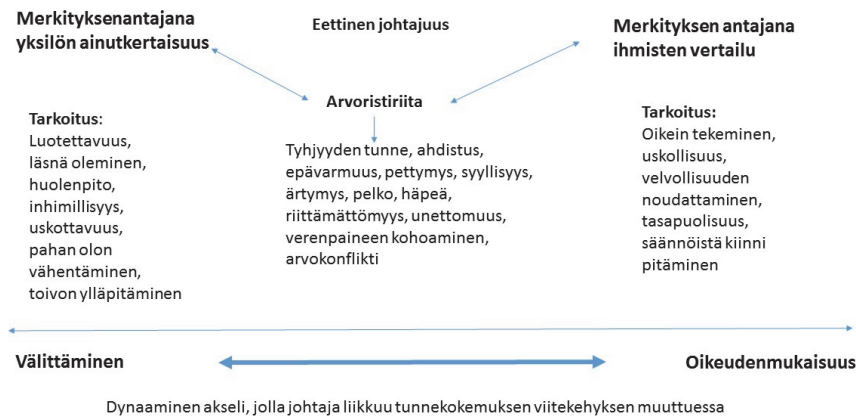 Merkityksenantajana
yksilön ainutkertaisuus
Eettinen johtajuus
Merkityksen antajana
ihmisten vertailu
Arvoristiriita
Tarkoitus:
Luotettavuus,
läsnä oleminen,
huolenpito,
inhimillisyys,
uskottavuus,
pahan olon
vähentäminen,
toivon ylläpitäminen
Tyhjyyden tunne, ahdistus,
epävarmuus, pettymys, syyllisyys,
ärtymys, pelko, häpeä,
riittämättömyys, unettomuus,
verenpaineen kohoaminen,
arvokonflikti
Tarkoitus:
Oikein tekeminen,
uskollisuus,
velvollisuuden
noudattaminen,
tasapuolisuus,
säännöistä kiinni
pitäminen
Välittäminen
Oikeudenmukaisuus
Dynaaminen akseli, jolla johtaja liikkuu tunnekokemuksen viitekehyksen muuttuessa